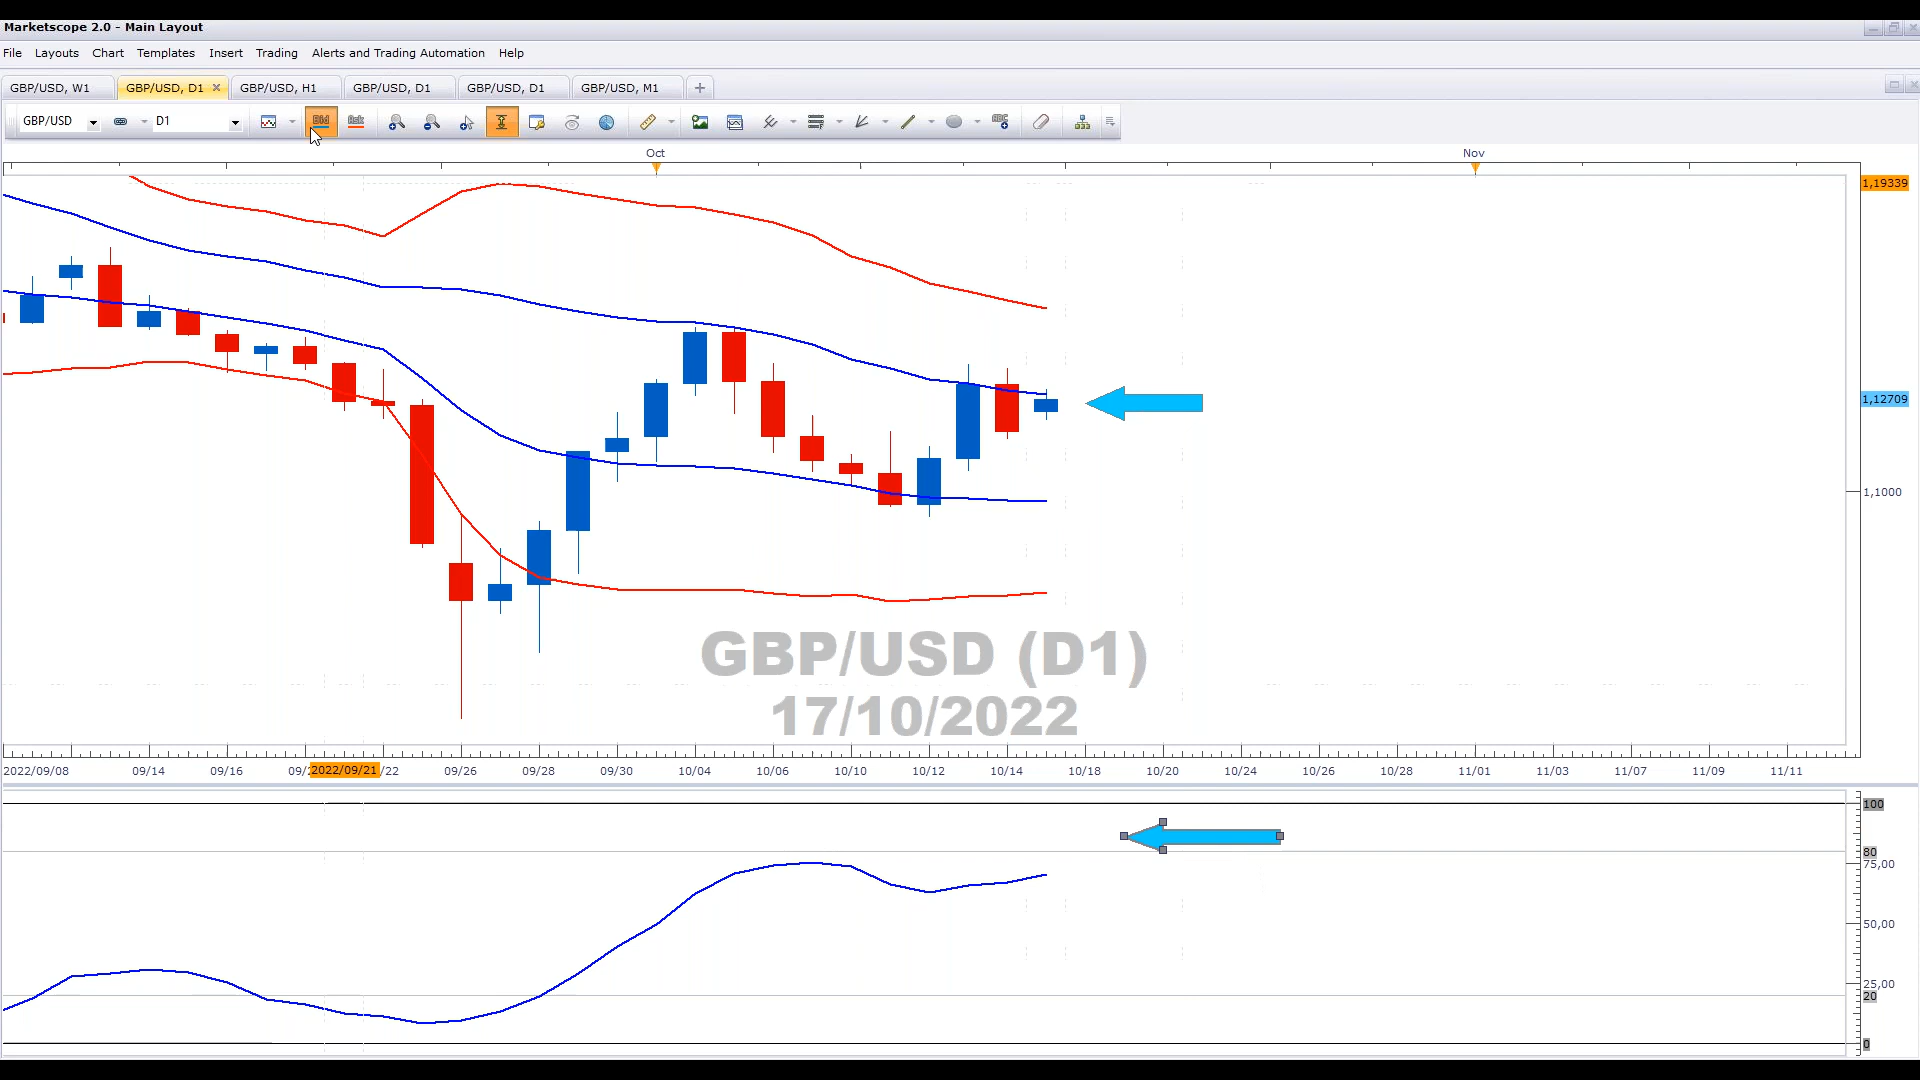 Marketscope 2.0 - Main Layout
File Layouts Chart Templates Insert Trading Alerts and Trading Automation Help
GBP/USD, W1 GBP/USD, D1 GBP/USD, H1 GBP/USD, D1 GBP/USD, D1 GBP/USD, M1
GBP/USD D1 Bid Ask ABC
Oct Nov
1,19339
1,12709
1,1000
GBP/USD (D1)
17/10/2022
2022/09/08 09/14 09/16 09/2 2022/09/21 /22 09/26 09/28 09/30 10/04 10/06 10/10 10/12 10/14 10/18 10/20 10/24 10/26 10/28 11/01 11/03 11/07 11/09 11/11
100
80
75,00
50,00
25,00
20
0